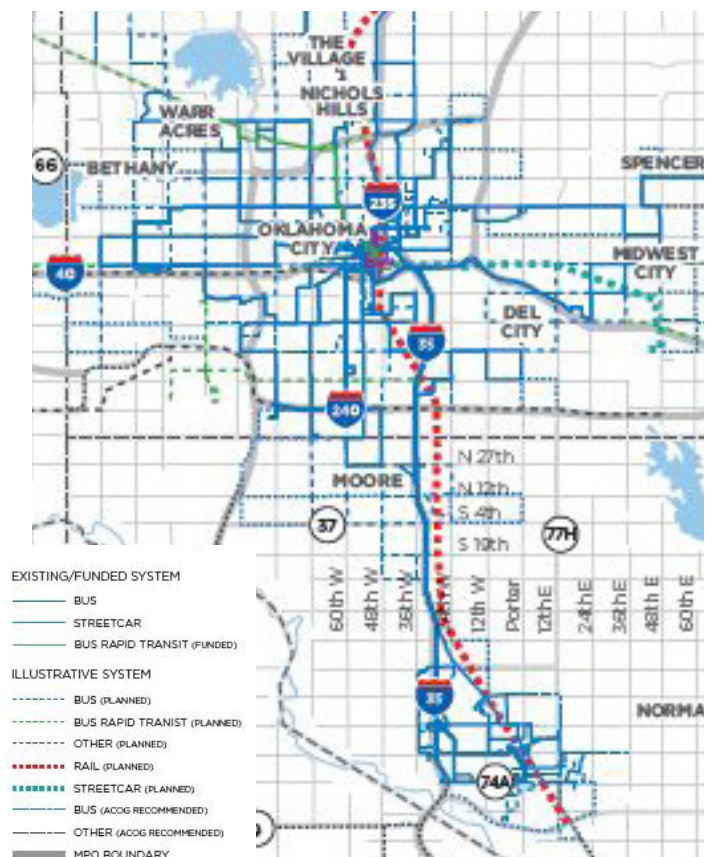 THE
VILLAGE
NICHOLS
HILLS
WARR
ACRES
66
BETHANY
SPENCER
235
OKLAHOMA
CITY
MIDWEST
CITY
40
DEL
CITY
35
240
N 27th
MOORE
N 12th
S 4th
37
77H
S 19th
60th W
48th W
36th W
12th W
Porter
12th E
24th E
36th E
48th E
60th E
35
NORMA
74A
EXISTING/FUNDED SYSTEM
BUS
STREETCAR
BUS RAPID TRANSIT (FUNDED)
ILLUSTRATIVE SYSTEM
BUS (PLANNED)
BUS RAPID TRANSIST (PLANNED)
OTHER (PLANNED)
RAIL (PLANNED)
STREETCAR (PLANNED)
BUS (ACOG RECOMMENDED)
OTHER (ACOG RECOMMENDED)
MPO BOUNDARY